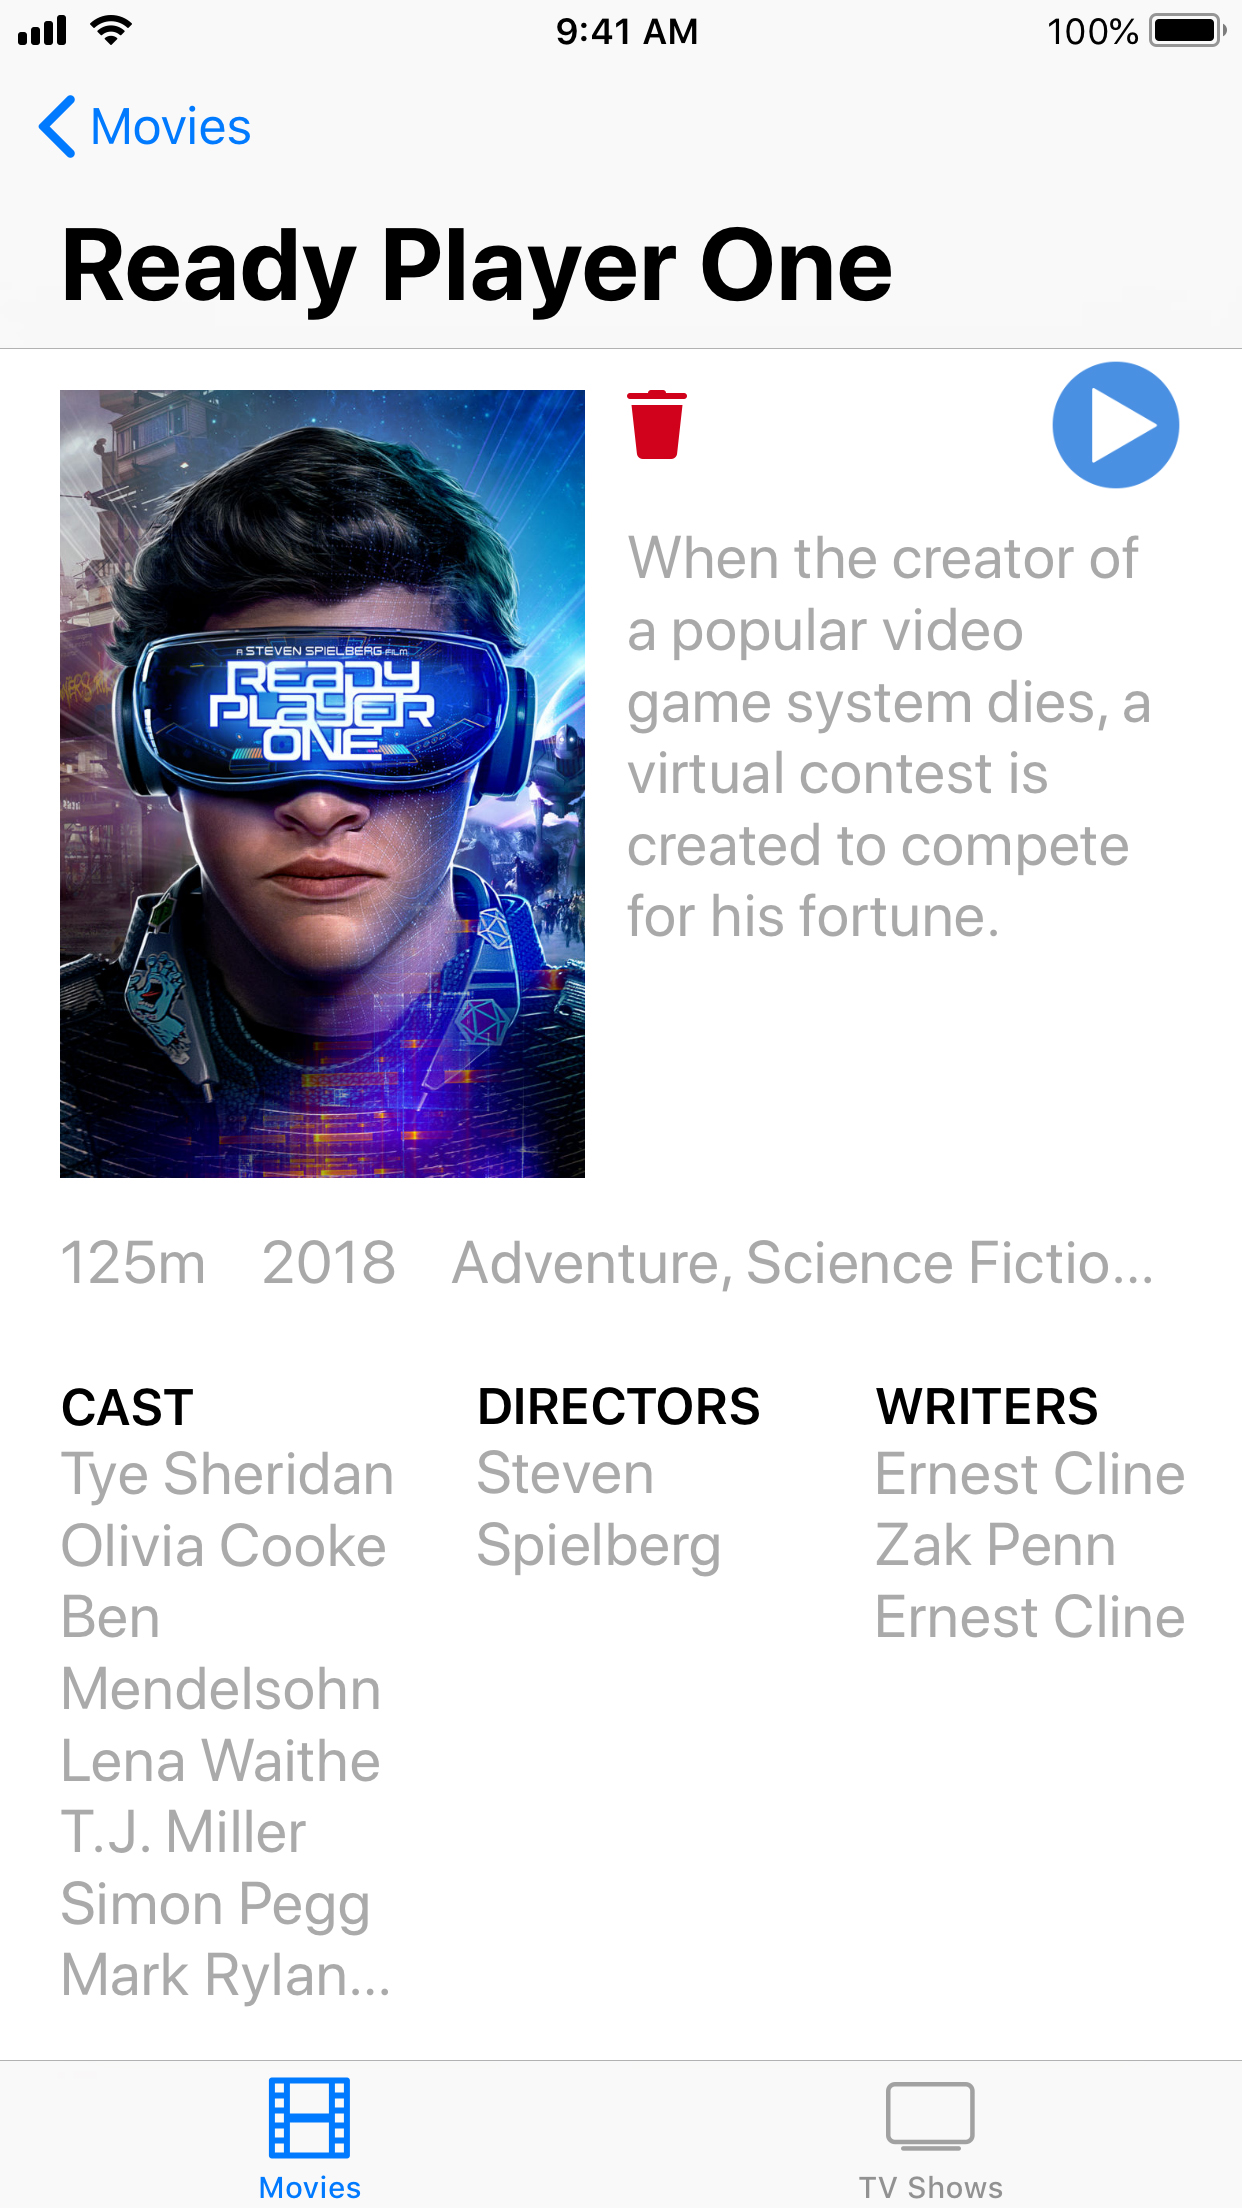 9:41 AM
100%
Movies
Ready Player One
A STEVEN SPIELBERG FILM
READY
PLAYER
ONE
When the creator of
a popular video
game system dies, a
virtual contest is
created to compete
for his fortune.
125m 2018 Adventure, Science Fictio...
CAST
Tye Sheridan
Olivia Cooke
Ben
Mendelsohn
Lena Waithe
T.J. Miller
Simon Pegg
Mark Rylan...
DIRECTORS
Steven
Spielberg
WRITERS
Ernest Cline
Zak Penn
Ernest Cline
Movies
TV Shows